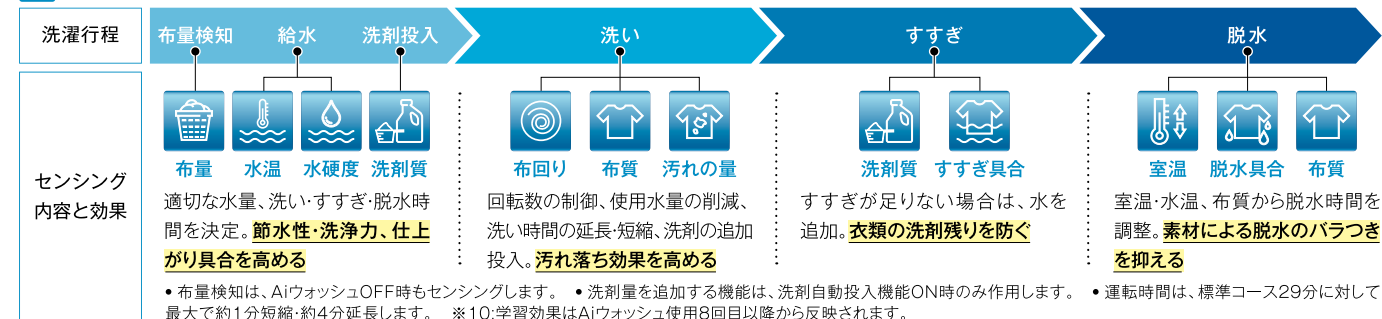 洗濯行程
布量検知 給水 洗剤投入
洗い
すすぎ
脱水
センシング
内容と効果
布量 水温 水硬度 洗剤質
適切な水量、洗い・すすぎ・脱水時
間を決定。節水性・洗浄力、仕上
がり具合を高める
布回り 布質 汚れの量
回転数の制御、使用水量の削減、
洗い時間の延長・短縮、洗剤の追加
投入。汚れ落ち効果を高める
洗剤質 すすぎ具合
すすぎが足りない場合は、水を
追加。衣類の洗剤残りを防ぐ
室温 脱水具合 布質
室温・水温、布質から脱水時間を
調整。素材による脱水のバラつき
を抑える
• 布量検知は、AiウォッシュOFF時もセンシングします。 • 洗剤量を追加する機能は、洗剤自動投入機能ON時のみ作用します。 • 運転時間は、標準コース29分に対して
最大で約1分短縮・約4分延長します。 ※10:学習効果はAiウォッシュ使用8回目以降から反映されます。